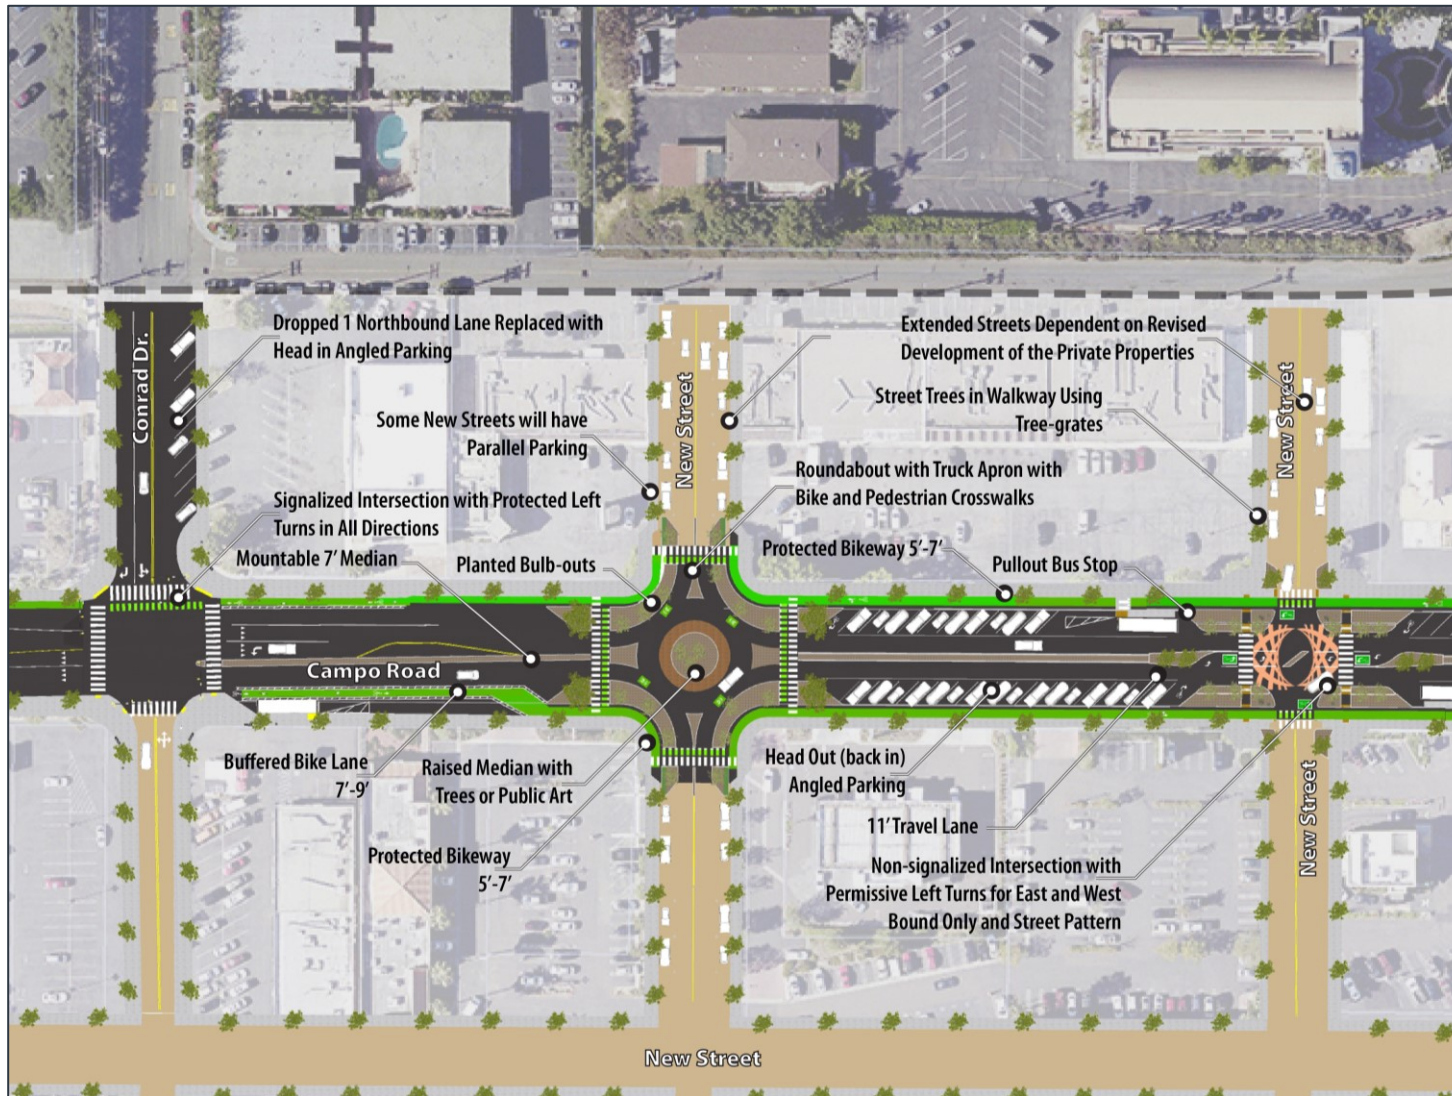 Conrad Dr.
Dropped 1 Northbound Lane Replaced with
Head in Angled Parking
New Street
Extended Streets Dependent on Revised
Development of the Private Properties
New Street
Street Trees in Walkway Using
Tree-grates
Some New Streets will have
Parallel Parking
Roundabout with Truck Apron with
Bike and Pedestrian Crosswalks
Signalized Intersection with Protected Left
Turns in All Directions
Mountable 7' Median
Planted Bulb-outs
Protected Bikeway 5'-7'
Pullout Bus Stop
Campo Road
Buffered Bike Lane
7'-9'
Raised Median with
Trees or Public Art
Head Out (back in)
Angled Parking
11' Travel Lane
Protected Bikeway
5'-7'
Non-signalized Intersection with
Permissive Left Turns for East and West
Bound Only and Street Pattern
New Street
New Street